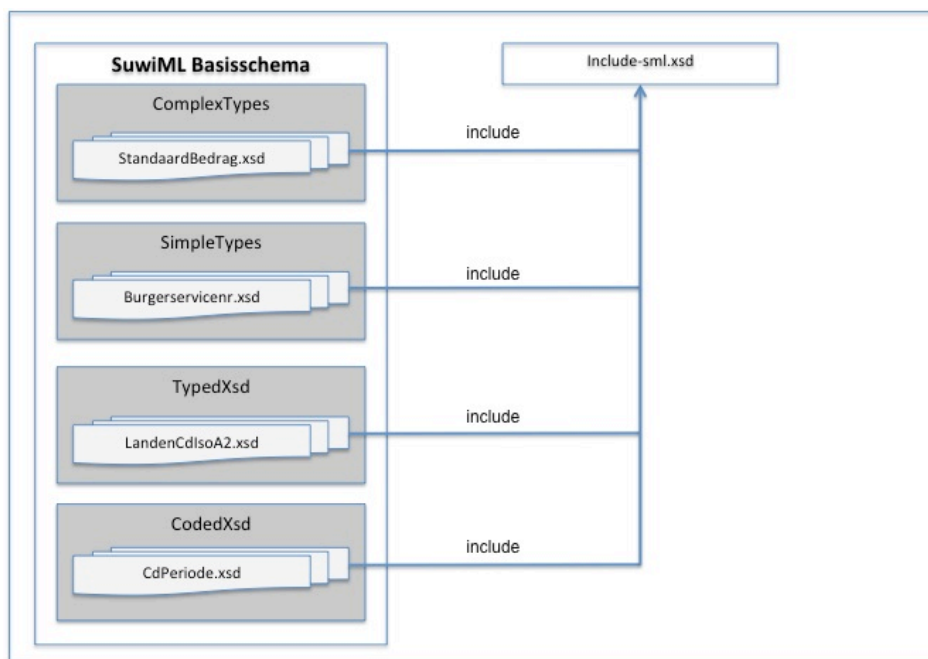 SuwiML Basisschema
Include-sml.xsd
ComplexTypes
include
StandaardBedrag.xsd
SimpleTypes
include
Burgerservicenr.xsd
TypedXsd
include
LandenCdIsoA2.xsd
CodedXsd
include
CdPeriode.xsd